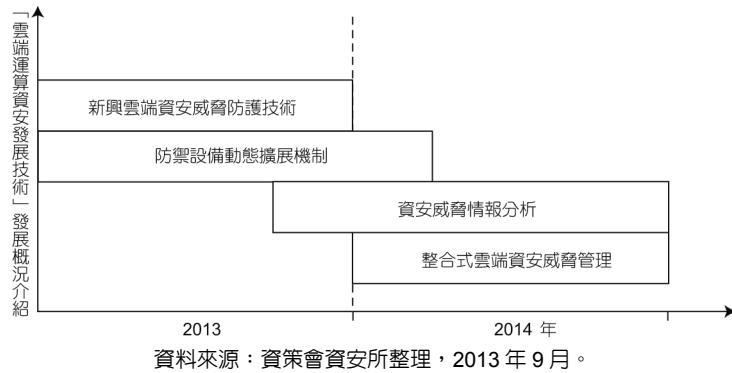 「雲端運算資安發展技術」發展概況介紹
新興雲端資安威脅防護技術
防禦設備動態擴展機制
資安威脅情報分析
整合式雲端資安威脅管理
2013
2014 年
資料來源：資策會資安所整理，2013 年 9 月。